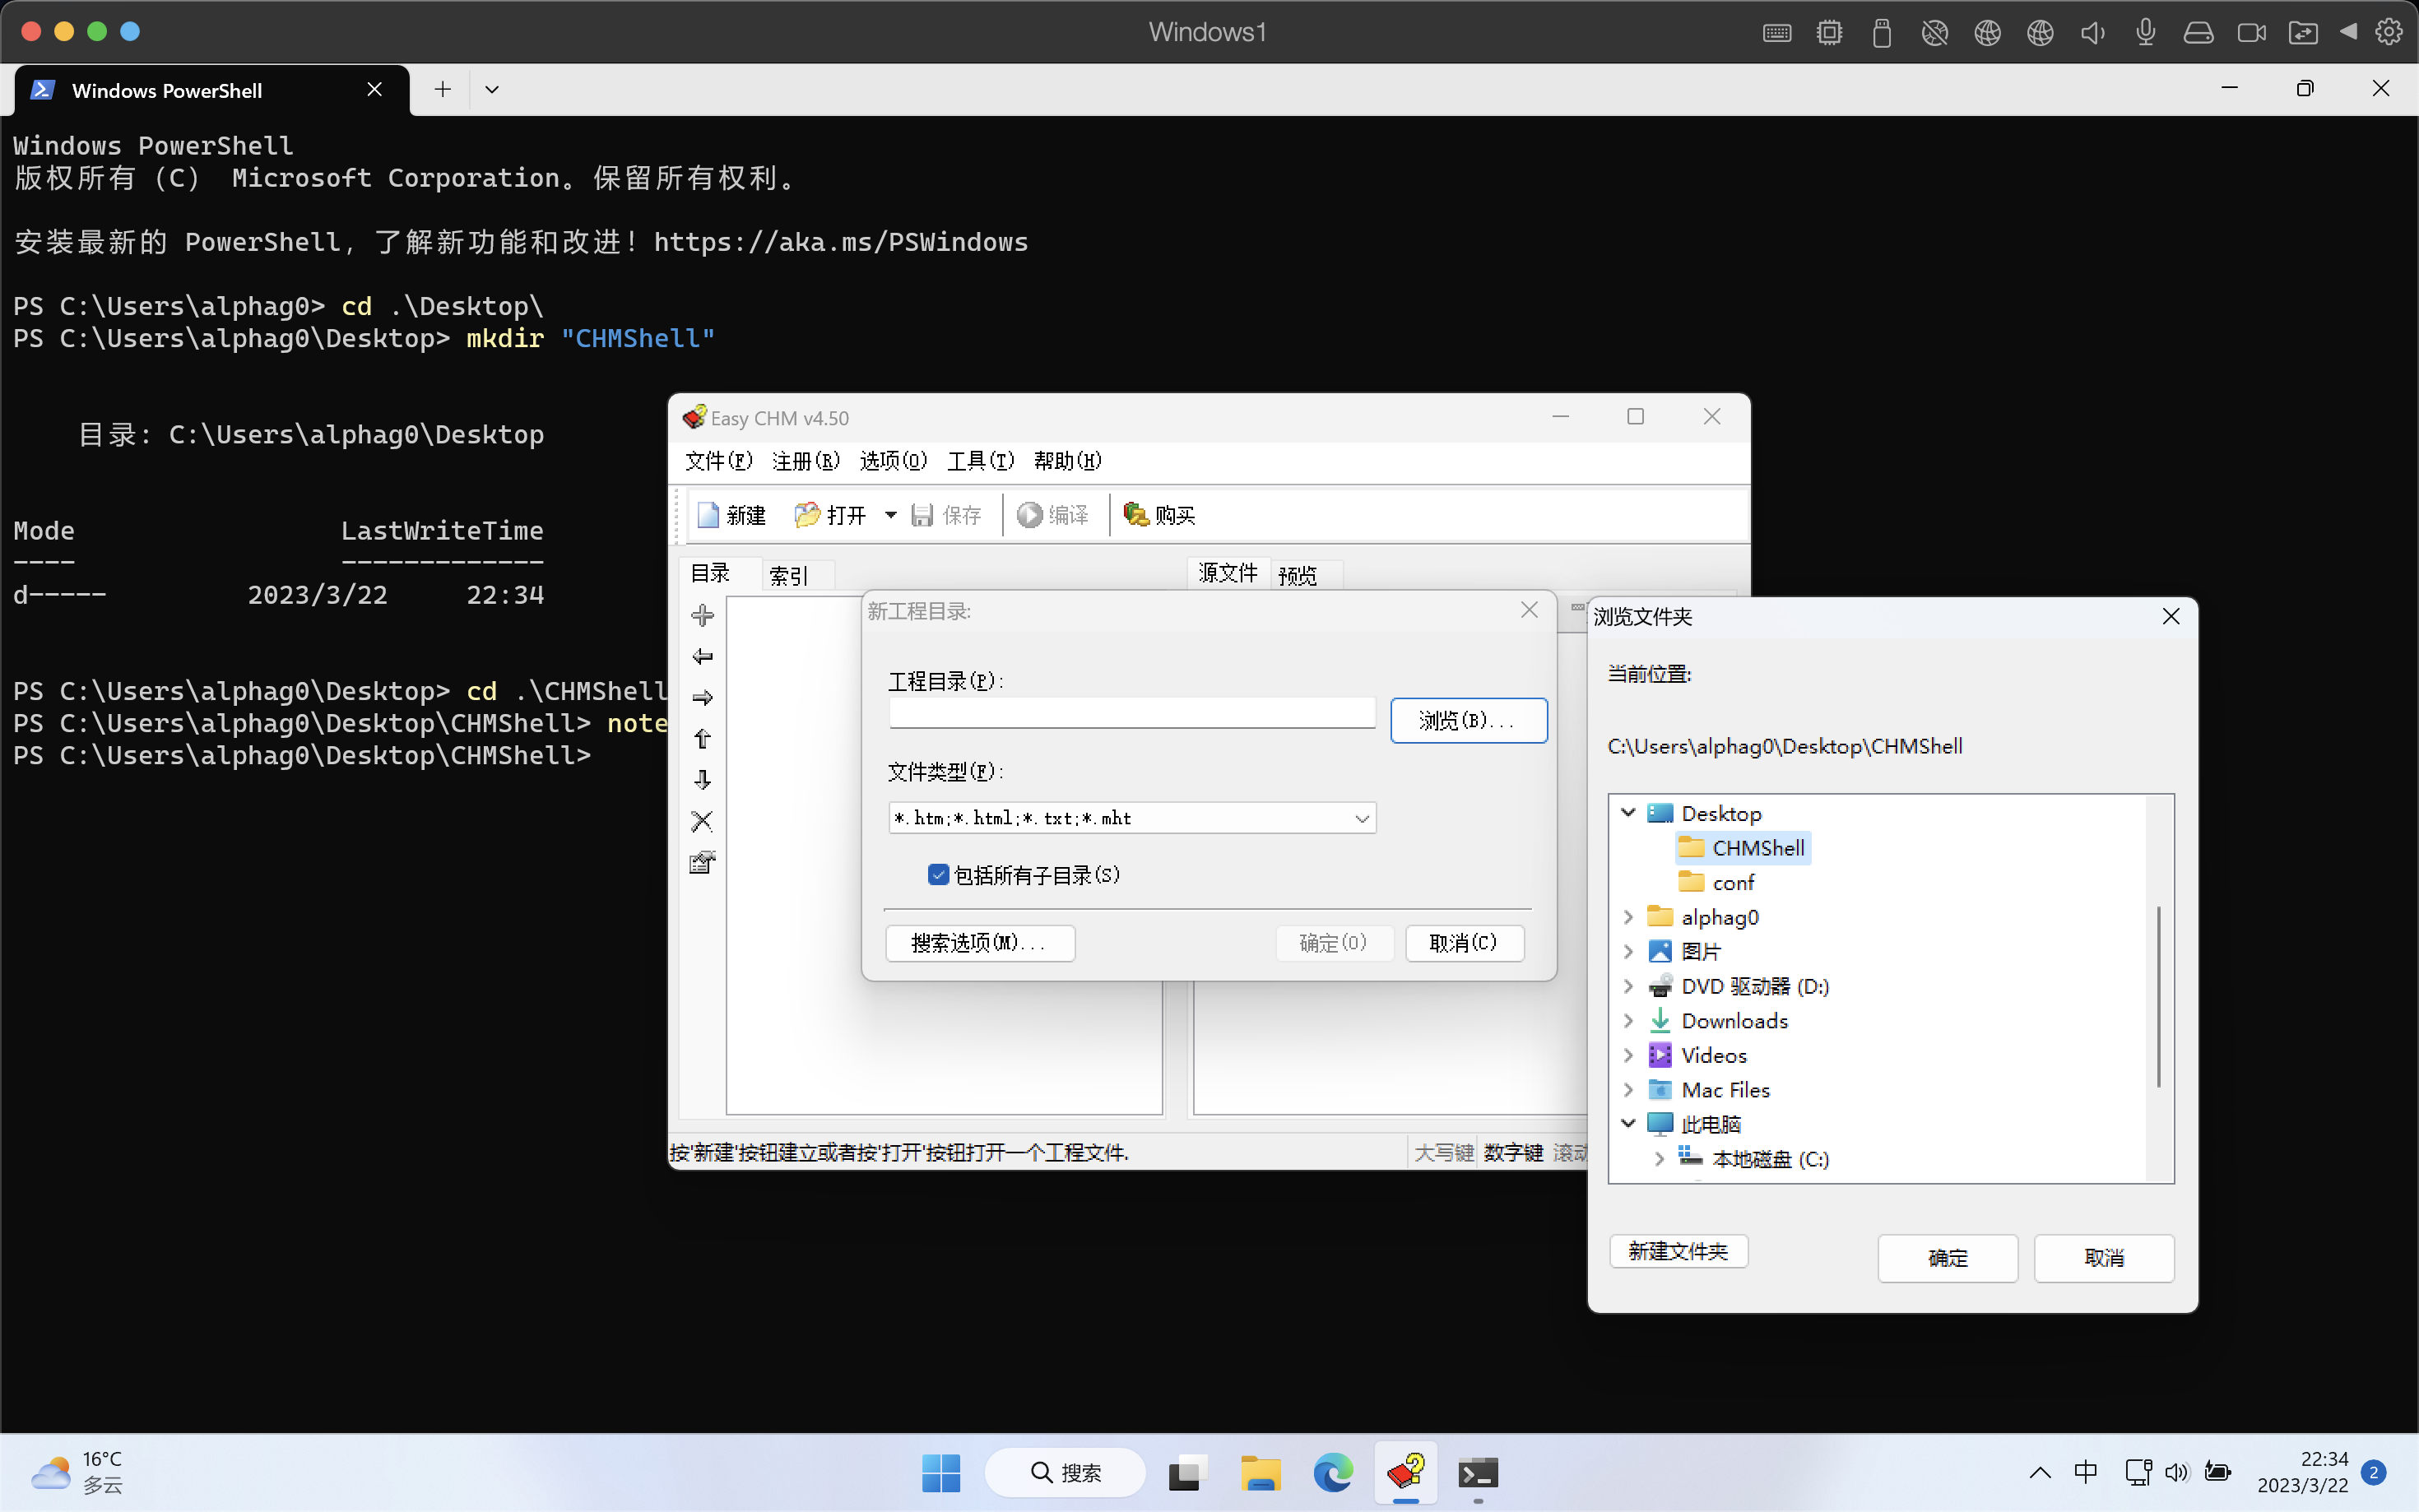 Windows1
Windows PowerShell
Windows PowerShell
版权所有 (C) Microsoft Corporation。保留所有权利。
安装最新的 PowerShell，了解新功能和改进！https://aka.ms/PSWindows
PS C:\Users\alphag0> cd .\Desktop\
PS C:\Users\alphag0\Desktop> mkdir "CHMShell"
目录: C:\Users\alphag0\Desktop
Mode LastWriteTime
---- -------------
d----- 2023/3/22 22:34
PS C:\Users\alphag0\Desktop> cd .\CHMShell
PS C:\Users\alphag0\Desktop\CHMShell> note
PS C:\Users\alphag0\Desktop\CHMShell>
Easy CHM v4.50
文件(F) 注册(R) 选项(O) 工具(T) 帮助(H)
新建 打开 保存 编译 购买
目录 索引 源文件 预览
新工程目录:
工程目录(P):
浏览(B)...
文件类型(F):
*.htm;*.html;*.txt;*.mht
包括所有子目录(S)
搜索选项(M)... 确定(O) 取消(C)
按'新建'按钮建立或者按'打开'按钮打开一个工程文件. 大写键 数字键 滚动
浏览文件夹
当前位置:
C:\Users\alphag0\Desktop\CHMShell
Desktop
CHMShell
conf
alphag0
图片
DVD 驱动器 (D:)
Downloads
Videos
Mac Files
此电脑
本地磁盘 (C:)
新建文件夹 确定 取消
16°C
多云
搜索
中
22:34
2023/3/22
2